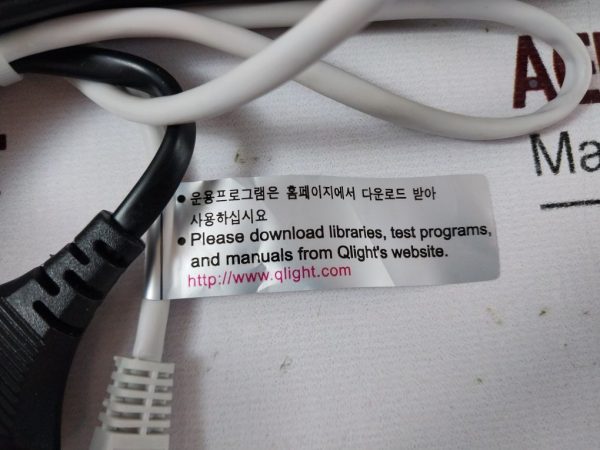 • 운용프로그램은 홈페이지에서 다운로드 받아
사용하십시요
• Please download libraries, test programs,
and manuals from Qlight's website.
http://www.qlight.com